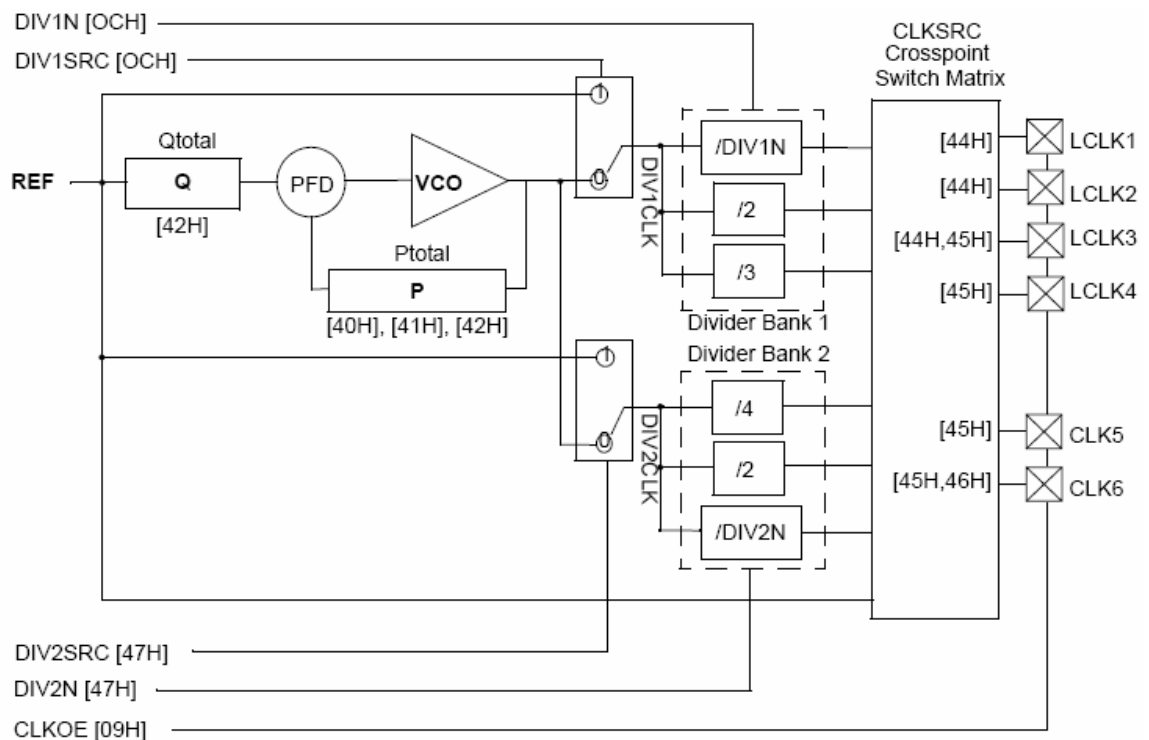 DIV1N [OCH]
DIV1SRC [OCH]
CLKSRC
Crosspoint
Switch Matrix
1
Qtotal
REF
Q
PFD
VCO
0
[42H]
Ptotal
P
[40H], [41H], [42H]
DIV1CLK
/DIV1N
/2
/3
Divider Bank 1
[44H]
LCLK1
[44H]
LCLK2
[44H,45H]
LCLK3
[45H]
LCLK4
Divider Bank 2
1
0
DIV2CLK
/4
/2
/DIV2N
[45H]
CLK5
[45H,46H]
CLK6
DIV2SRC [47H]
DIV2N [47H]
CLKOE [09H]